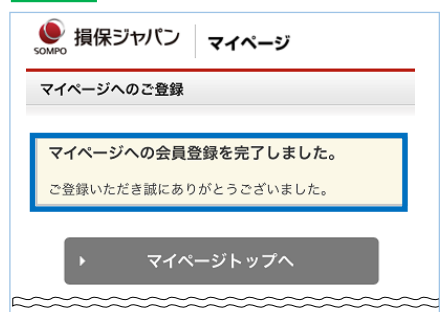 SOMPO 損保ジャパン マイページ
マイページへのご登録
マイページへの会員登録を完了しました。
ご登録いただき誠にありがとうございました。
マイページトップへ